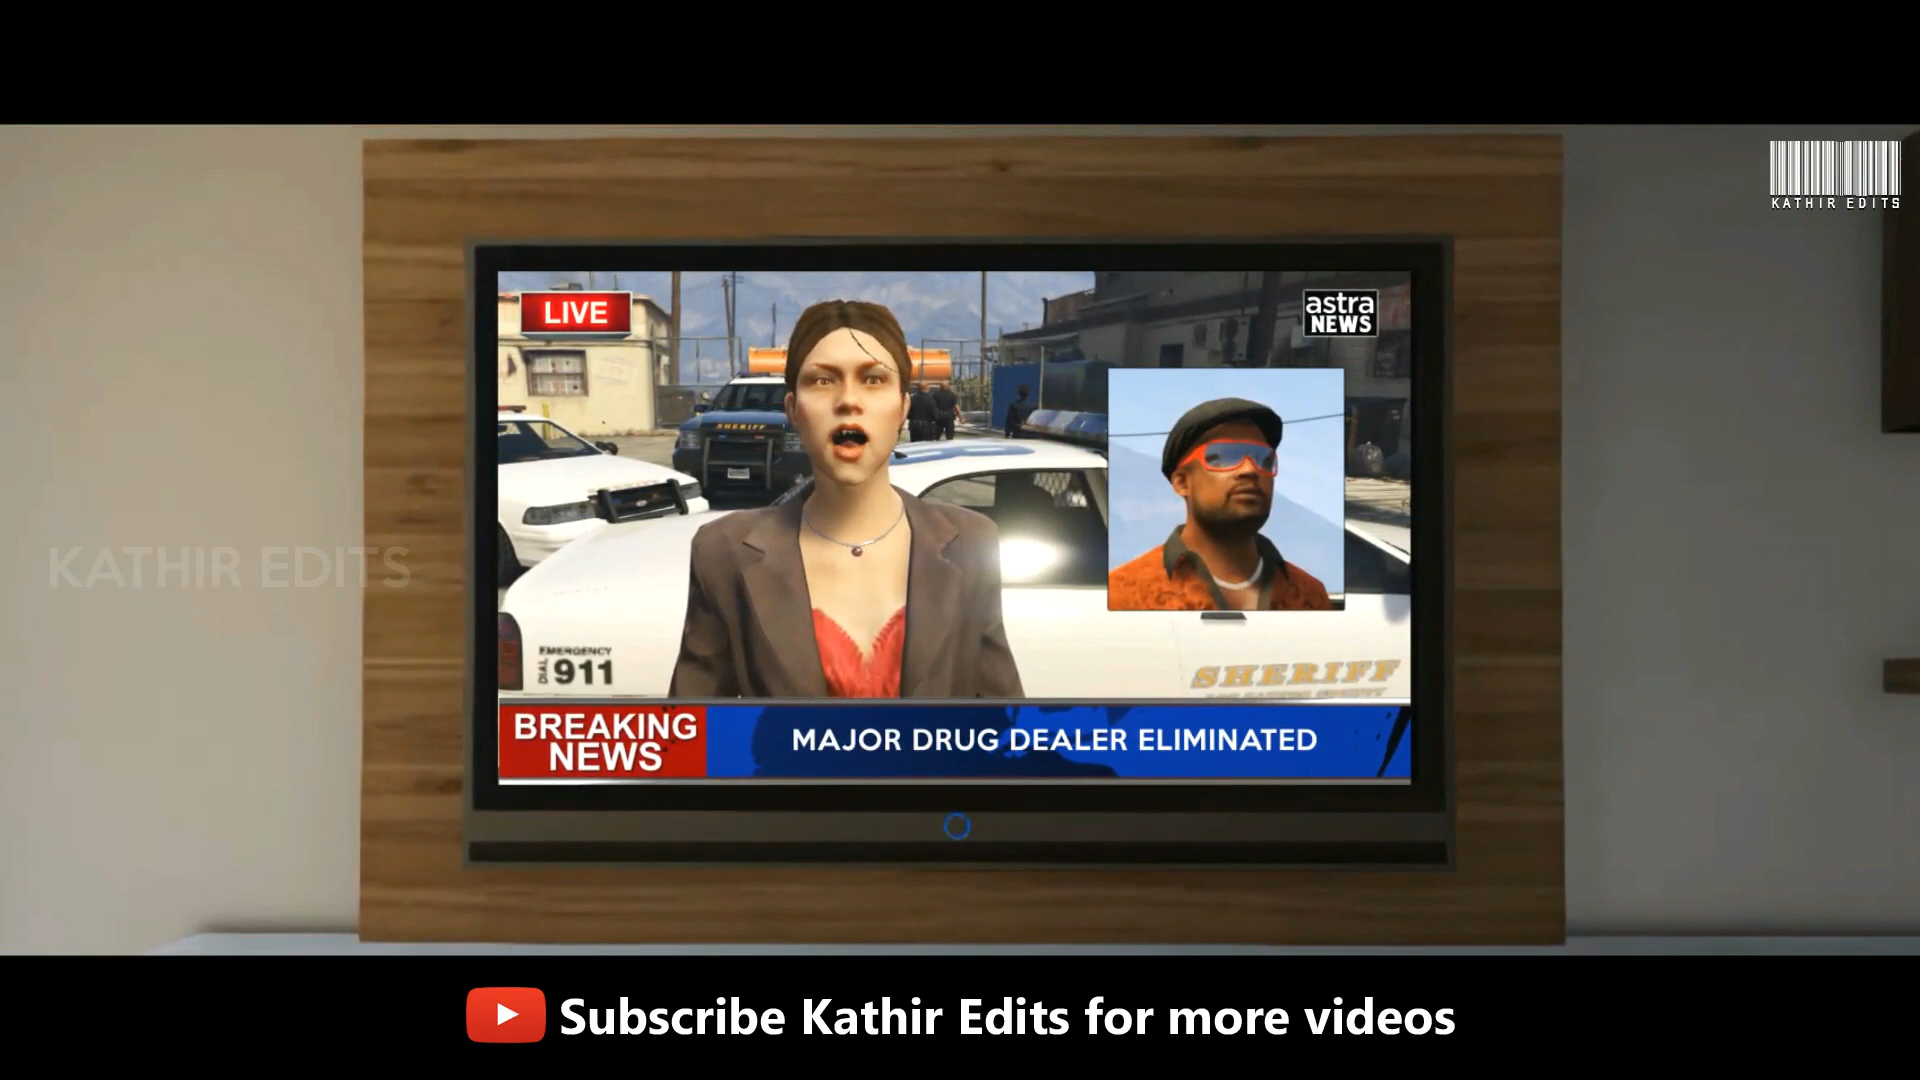 KATHIR EDITS
LIVE
astra
NEWS
SHERIFF
KATHIR EDITS
EMERGENCY
DIAL 911
SHERIFF
BREAKING
NEWS
MAJOR DRUG DEALER ELIMINATED
Subscribe Kathir Edits for more videos